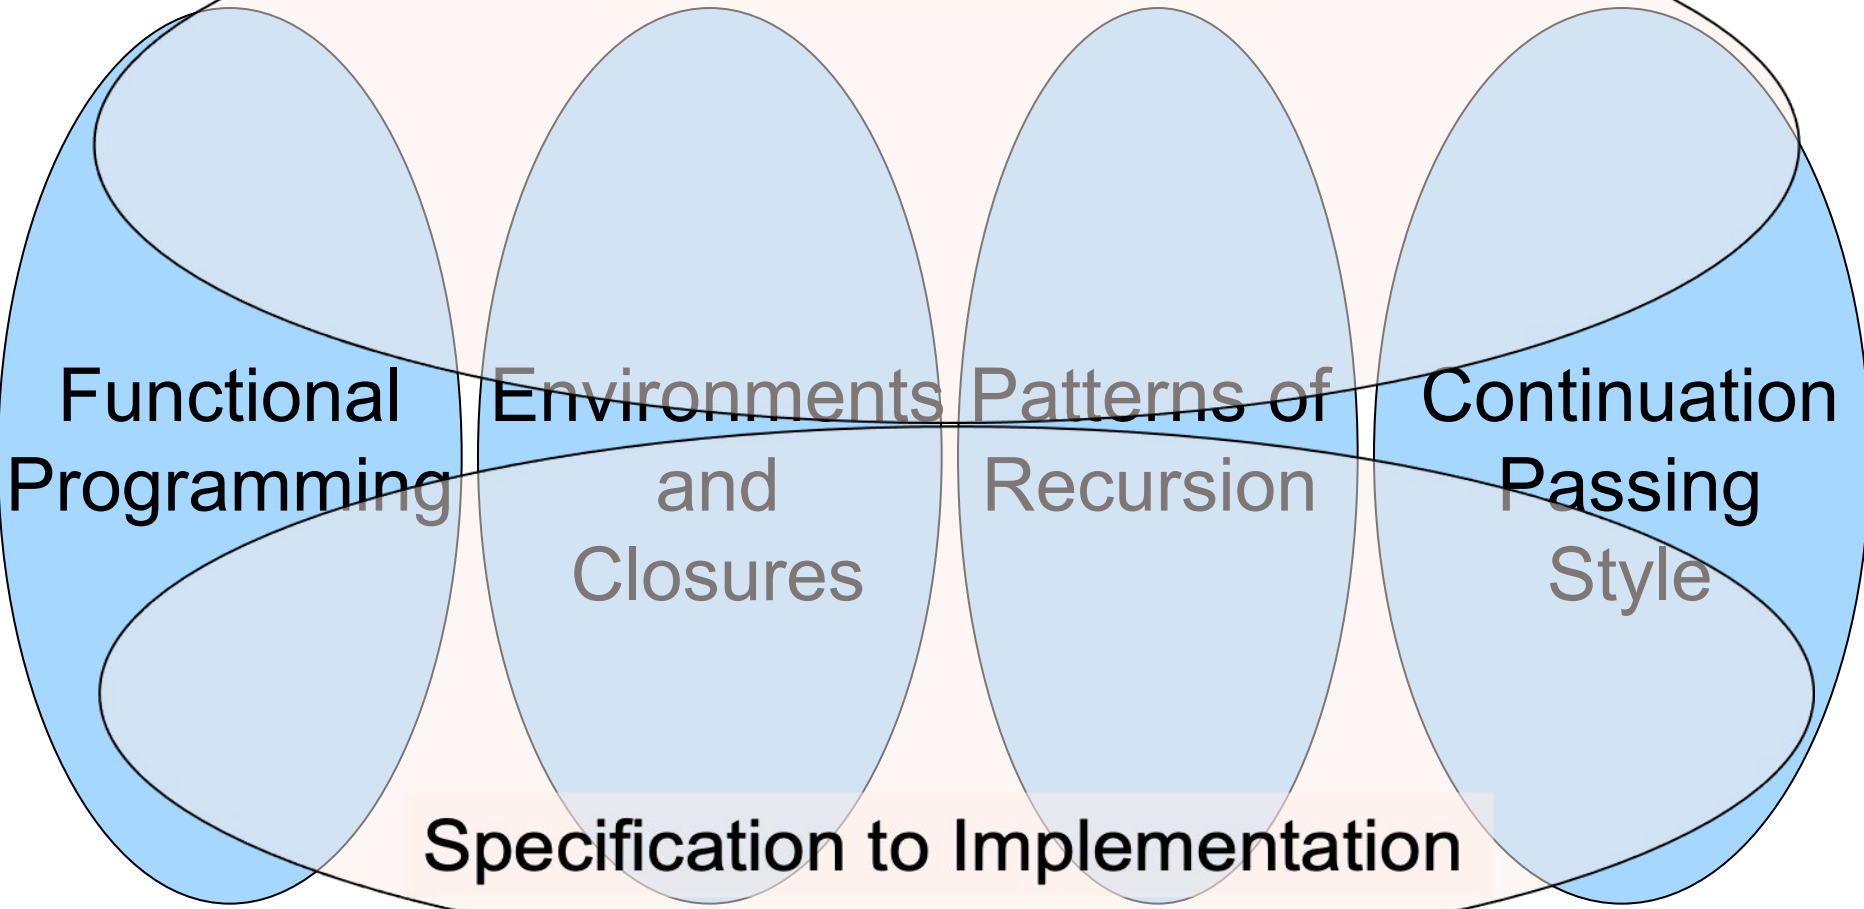 Functional
Programming
Environments
and
Closures
Patterns of
Recursion
Continuation
Passing
Style
Specification to Implementation